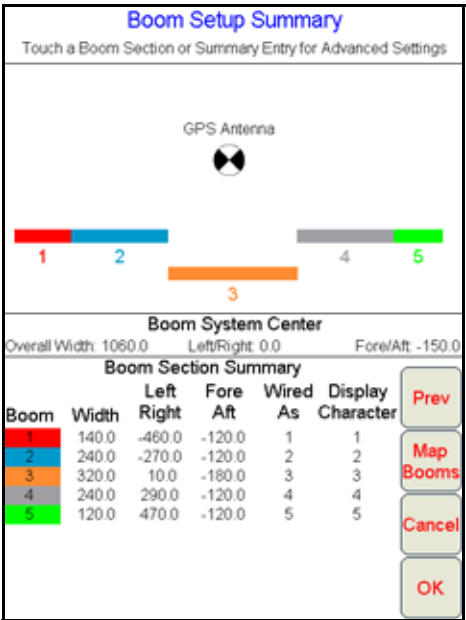 Boom Setup Summary
Touch a Boom Section or Summary Entry for Advanced Settings
GPS Antenna
1 2 4 5
3
Boom System Center
Overall Width: 1060.0 Left/Right: 0.0 Fore/Aft: -150.0
Boom Section Summary
Boom Width Left Right Fore Aft Wired As Display Character
1 140.0 -460.0 -120.0 1 1
2 240.0 -270.0 -120.0 2 2
3 320.0 10.0 -180.0 3 3
4 240.0 290.0 -120.0 4 4
5 120.0 470.0 -120.0 5 5
Prev
Map Booms
Cancel
OK